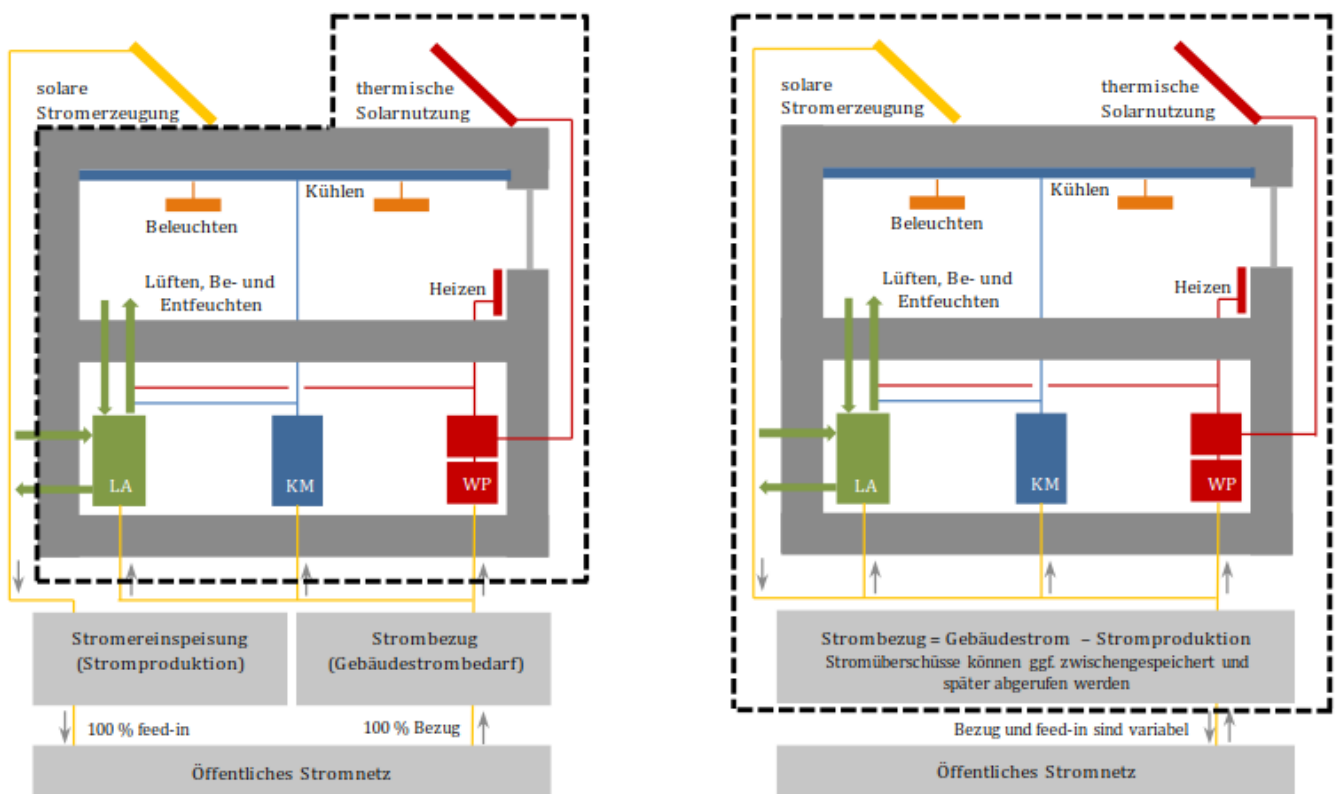 solare
Stromerzeugung
thermische
Solarnutzung
Kühlen
Beleuchten
Lüften, Be- und
Entfeuchten
Heizen
LA
KM
WP
Stromereinspeisung
(Stromproduktion)
Strombezug
(Gebäudestrombedarf)
100 % feed-in
100 % Bezug
Öffentliches Stromnetz
solare
Stromerzeugung
thermische
Solarnutzung
Kühlen
Beleuchten
Lüften, Be- und
Entfeuchten
Heizen
LA
KM
WP
Strombezug = Gebäudestrom – Stromproduktion
Stromüberschüsse können ggf. zwischengespeichert und
später abgerufen werden
Bezug und feed-in sind variabel
Öffentliches Stromnetz